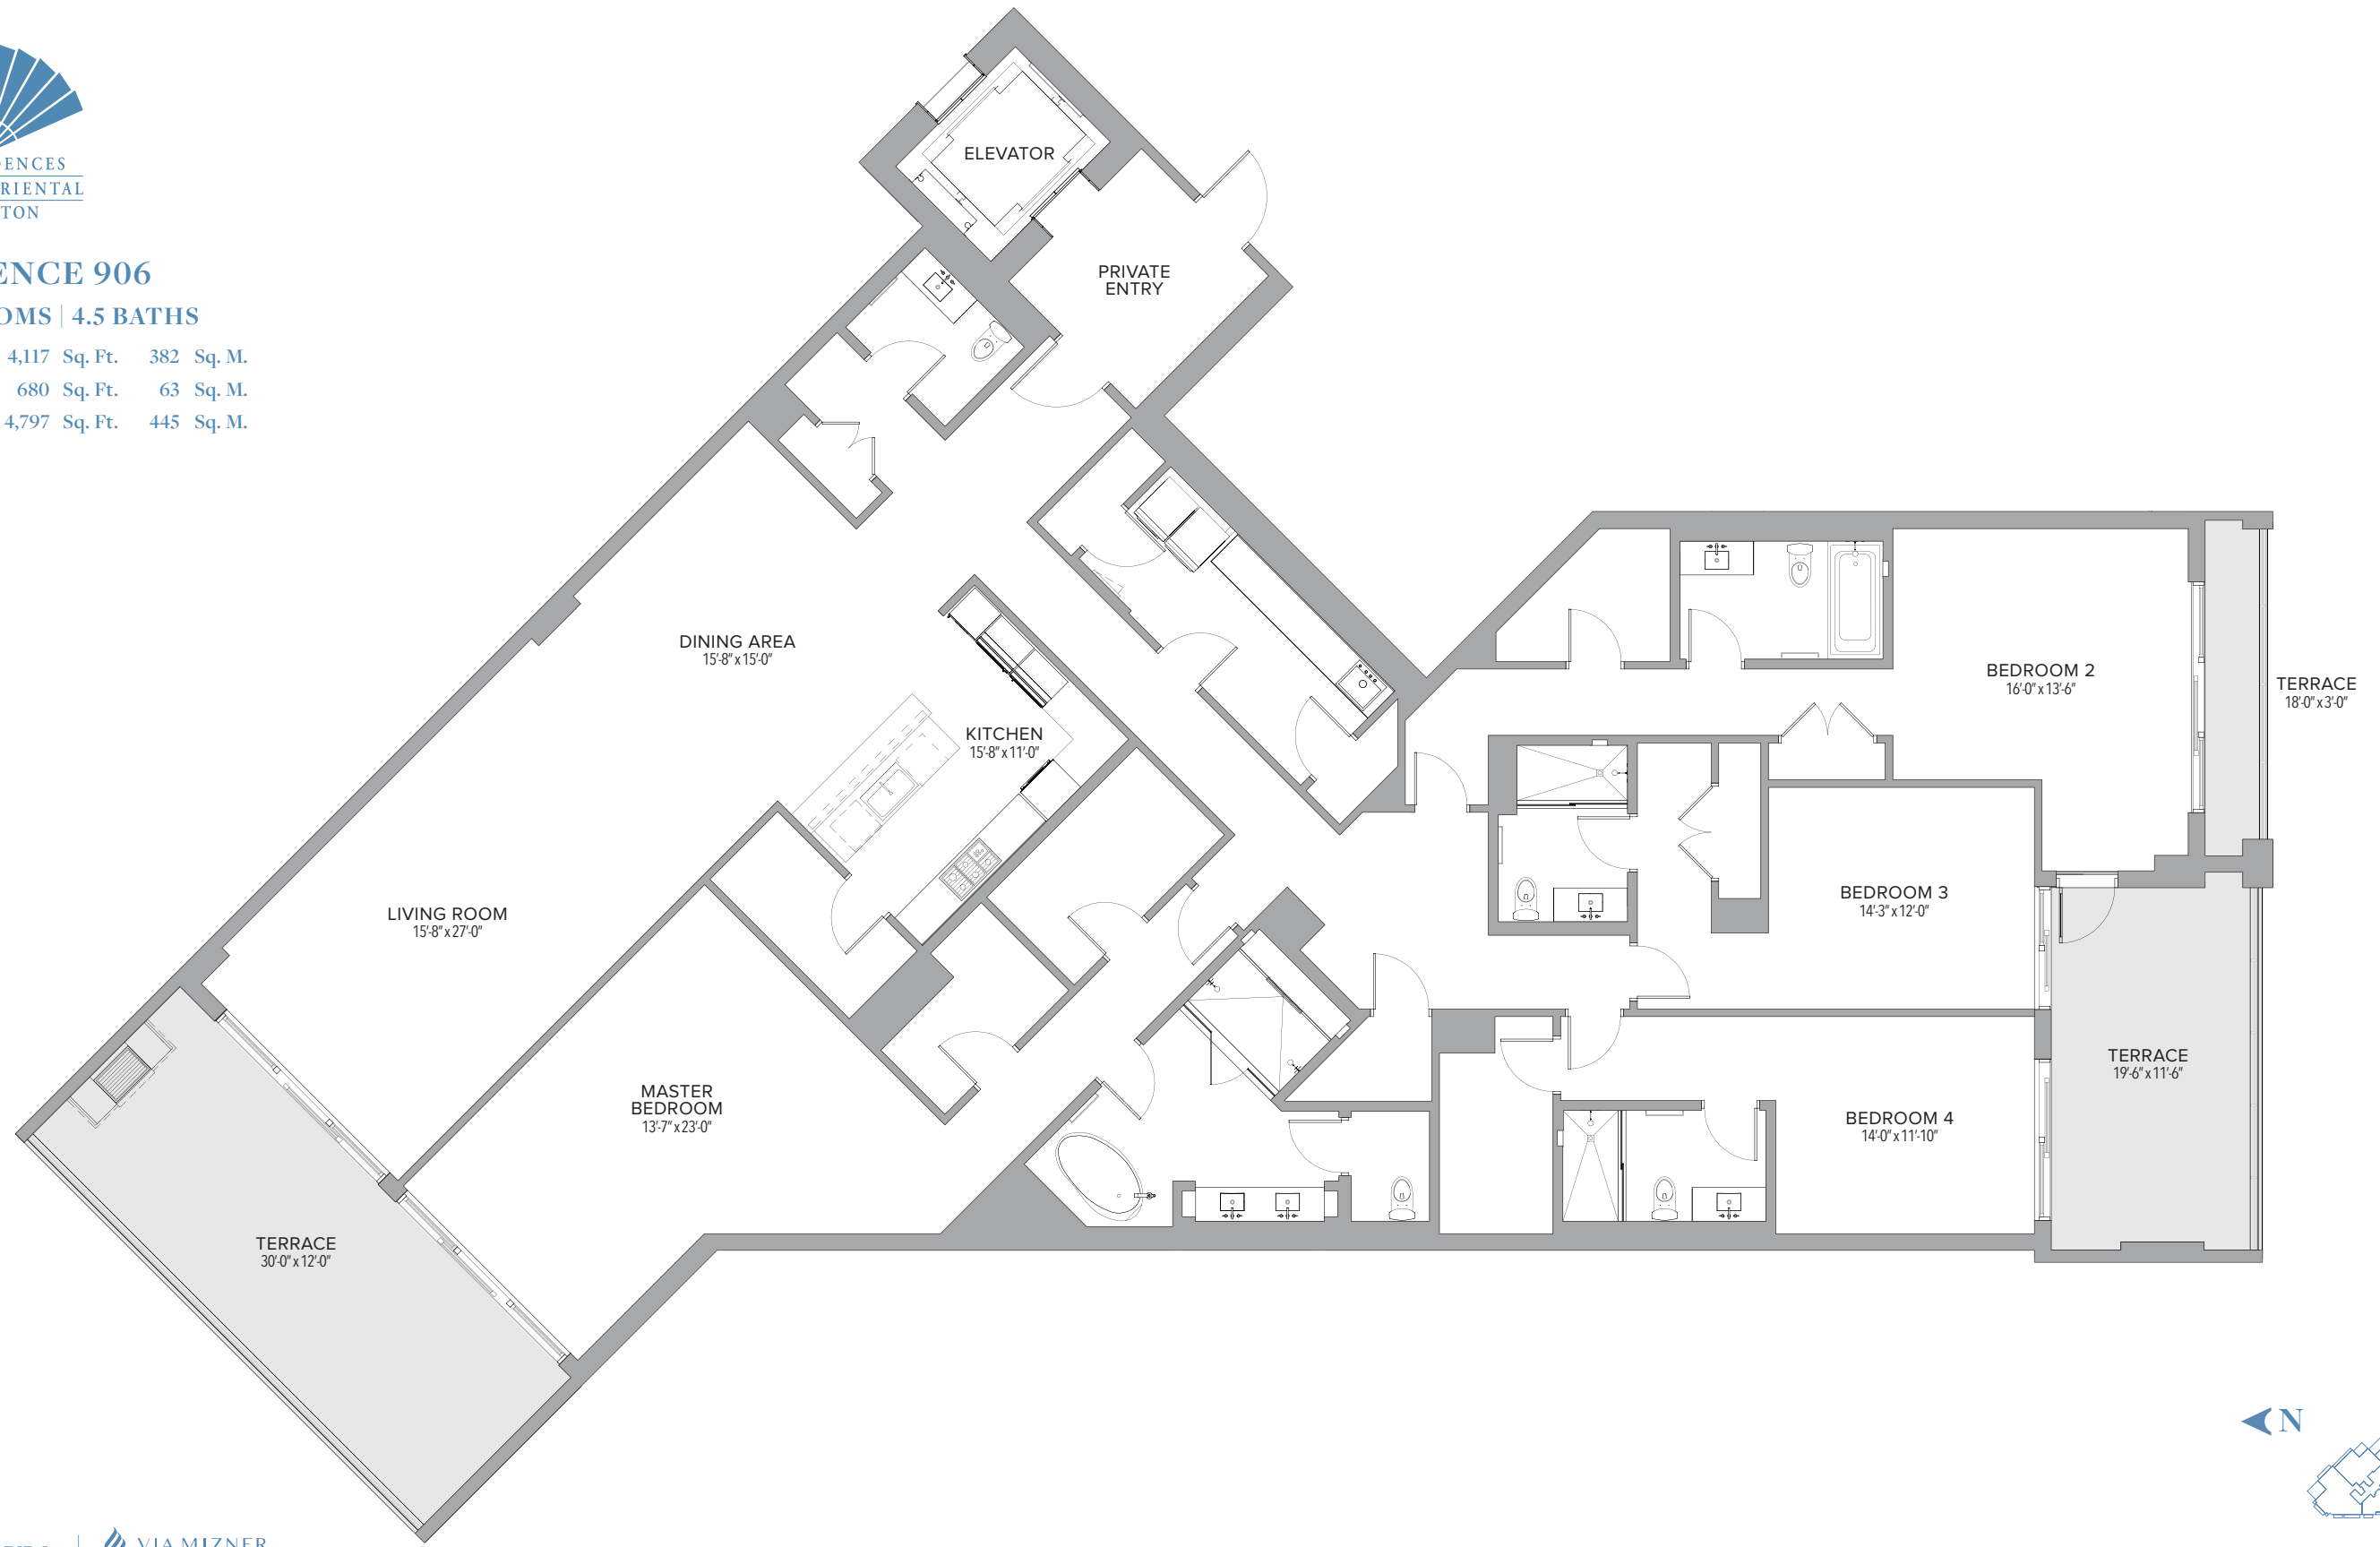 RIENTAL
TON
ENCE 906
OMS | 4.5 BATHS
4,117 Sq. Ft. 382 Sq. M.
680 Sq. Ft. 63 Sq. M.
4,797 Sq. Ft. 445 Sq. M.
ELEVATOR
PRIVATE
ENTRY
DINING AREA
15'-8" x 15'-0"
KITCHEN
15'-8" x 11'-0"
LIVING ROOM
15'-8" x 27'-0"
MASTER
BEDROOM
13'-7" x 23'-0"
TERRACE
30'-0" x 12'-0"
BEDROOM 2
16'-0" x 13'-6"
TERRACE
18'-0" x 3'-0"
BEDROOM 3
14'-3" x 12'-0"
TERRACE
19'-6" x 11'-6"
BEDROOM 4
14'-0" x 11'-10"
N
VIA MIZNER